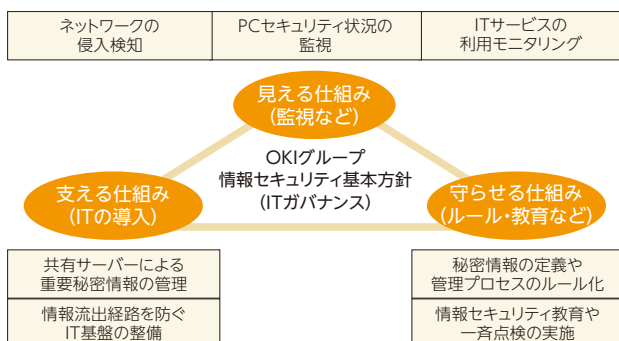 ネットワークの
侵入検知
PCセキュリティ状況の
監視
ITサービスの
利用モニタリング
見える仕組み
(監視など)
OKIグループ
情報セキュリティ基本方針
(ITガバナンス)
支える仕組み
(ITの導入)
守らせる仕組み
(ルール・教育など)
共有サーバーによる
重要秘密情報の管理
情報流出経路を防ぐ
IT基盤の整備
秘密情報の定義や
管理プロセスのルール化
情報セキュリティ教育や
一斉点検の実施